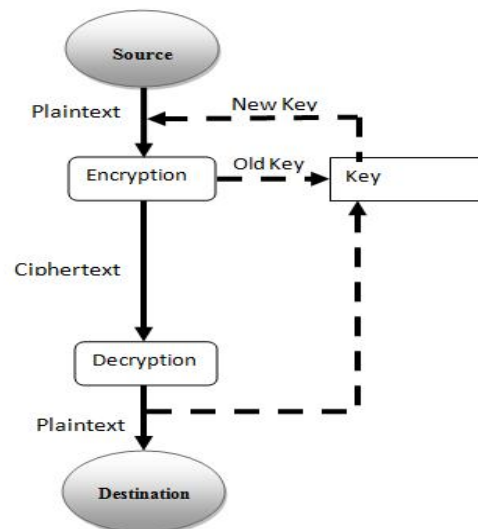 Source
Plaintext
New Key
Encryption
Old Key
Key
Ciphertext
Decryption
Plaintext
Destination